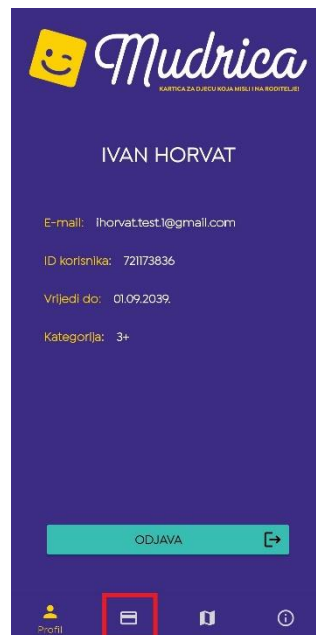 Mudrica
KARTICA ZA DJECU KOJA MISLI I NA RODITELJE!
IVAN HORVAT
E-mail: ihorvat.test.1@gmail.com
ID korisnika: 721173836
Vrijedi do: 01.09.2039.
Kategorija: 3+
ODJAVA
Profil